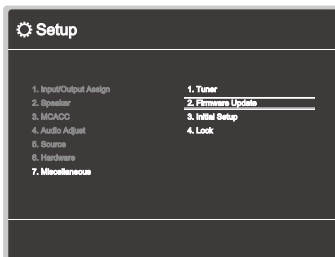 Setup
1. Input/Output Assign
2. Speaker
3. MCACC
4. Audio Adjust
5. Source
6. Hardware
7. Miscellaneous
1. Tuner
2. Firmware Update
3. Initial Setup
4. Lock